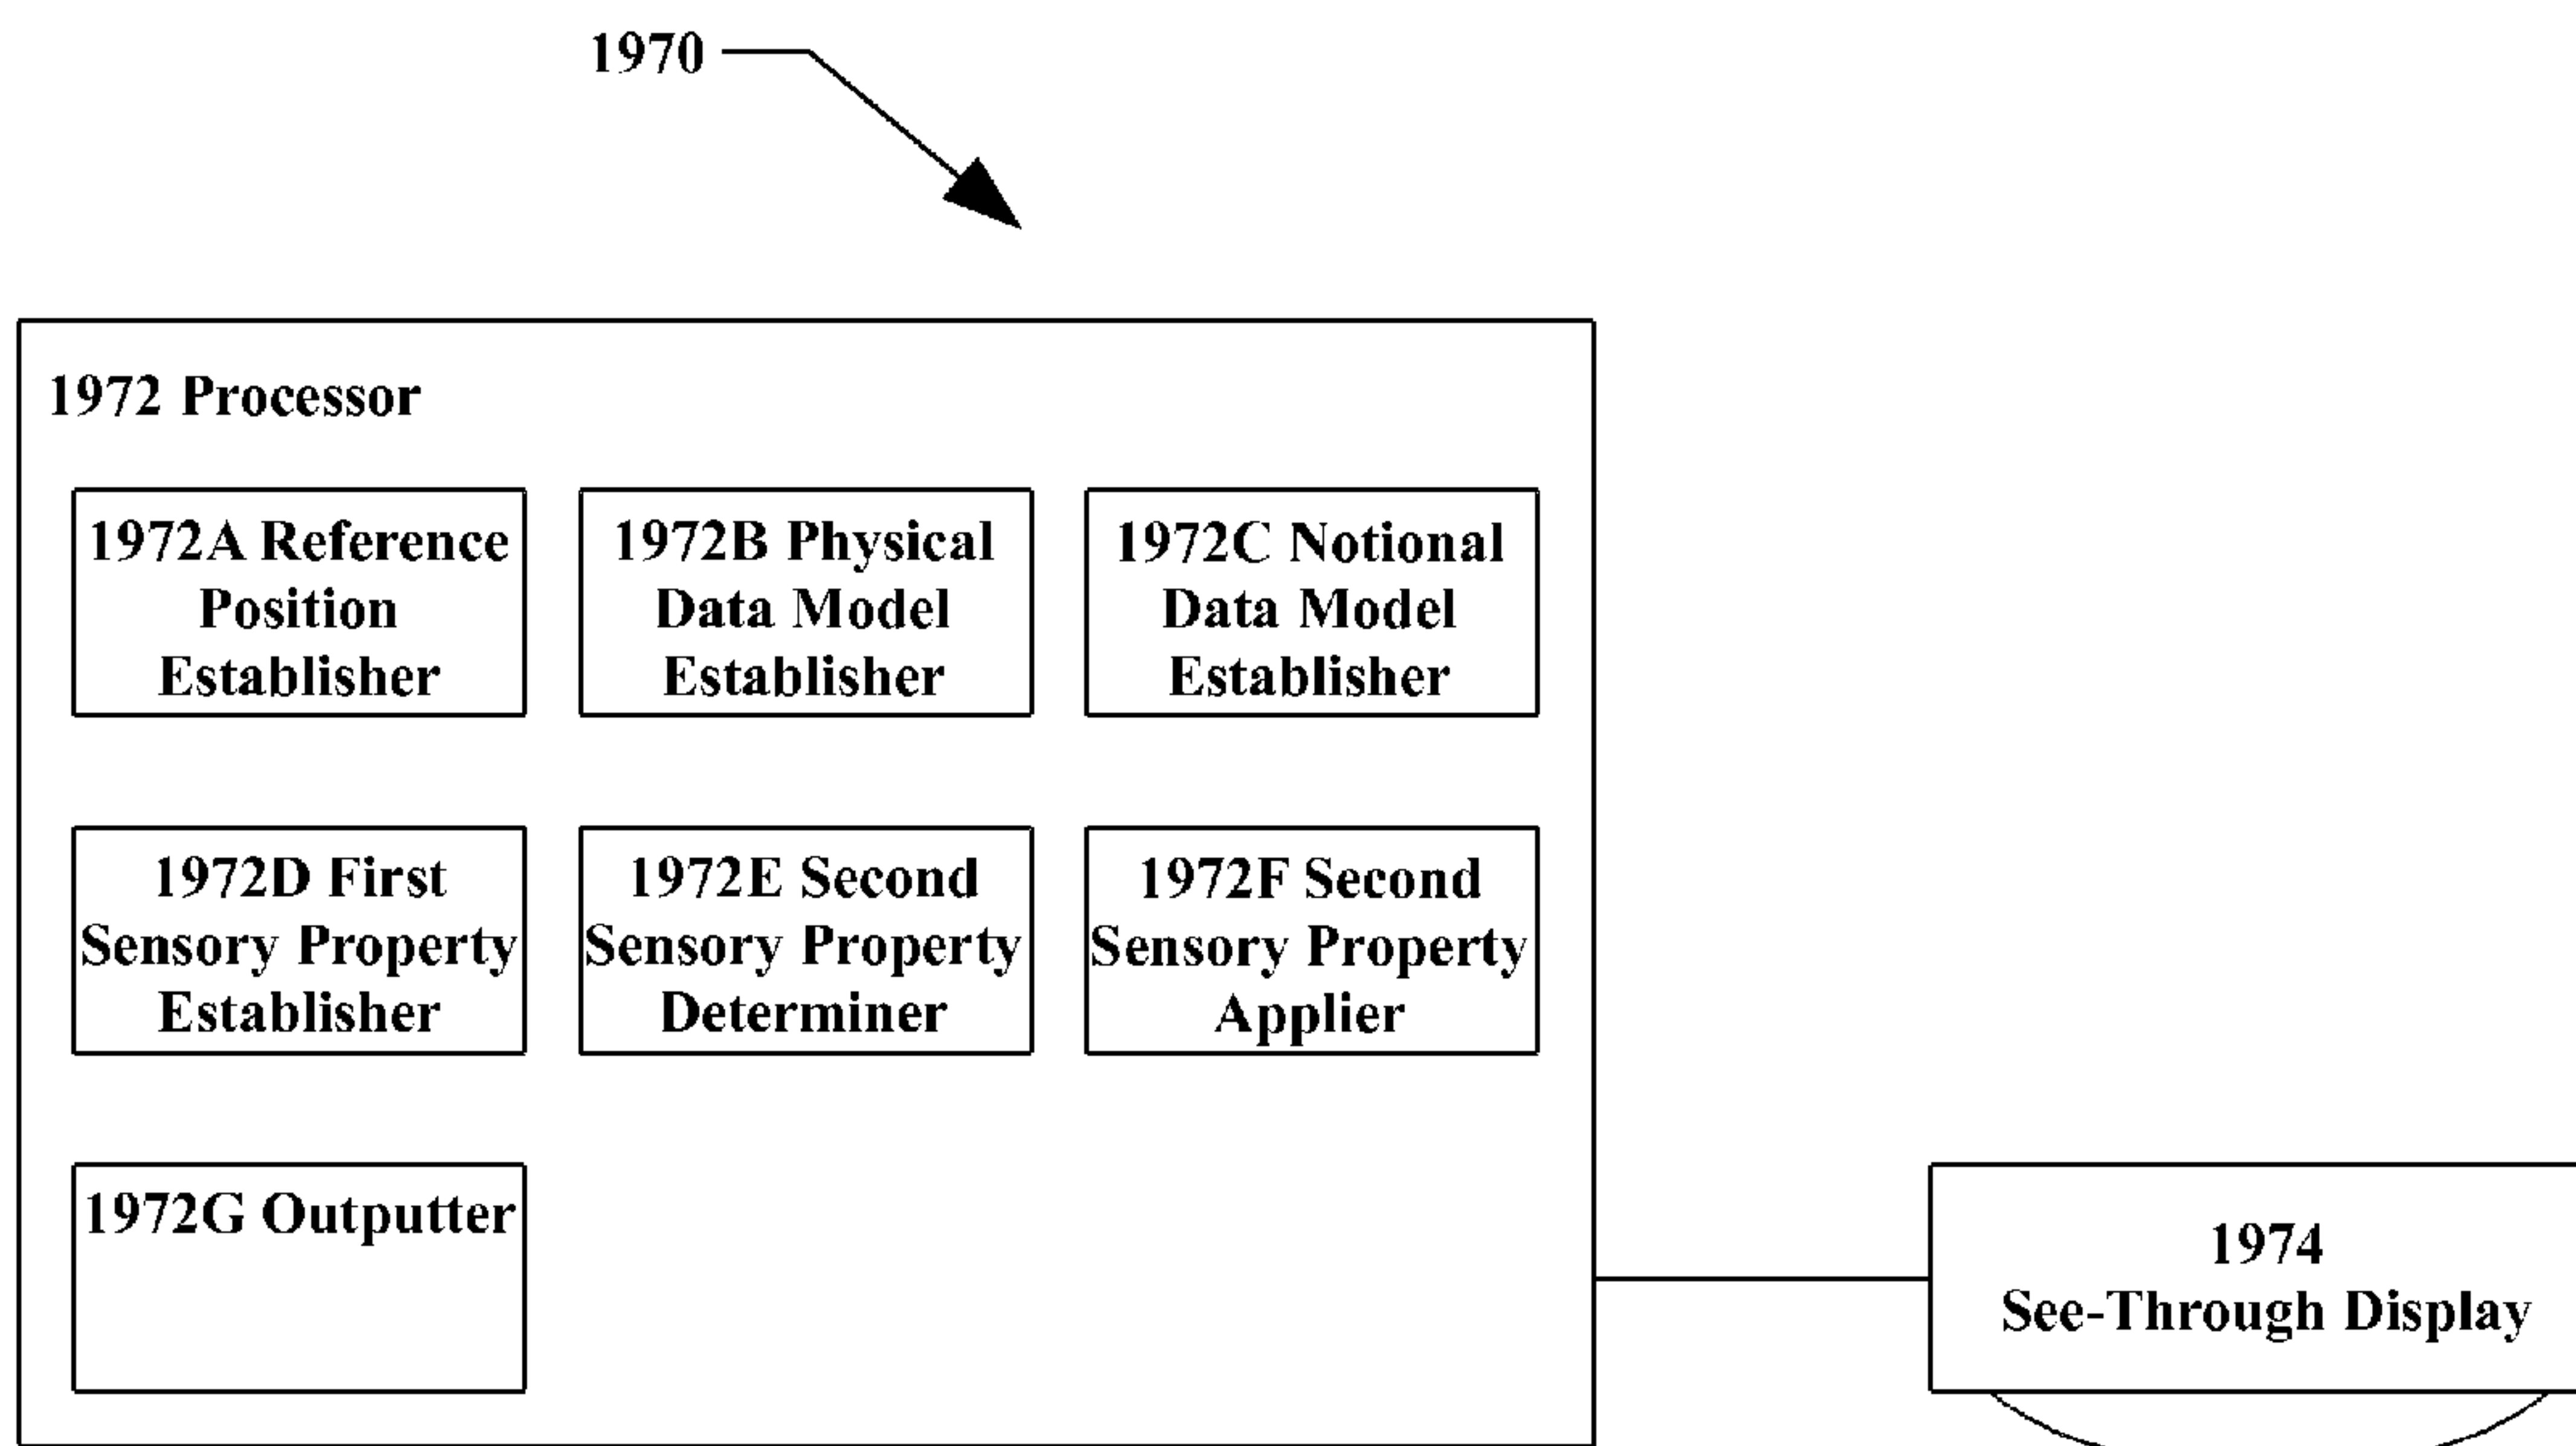 1970
1972 Processor
1972A Reference
Position
Establisher
1972B Physical
Data Model
Establisher
1972C Notional
Data Model
Establisher
1972D First
Sensory Property
Establisher
1972E Second
Sensory Property
Determiner
1972F Second
Sensory Property
Applier
1972G Outputter
1974
See-Through Display